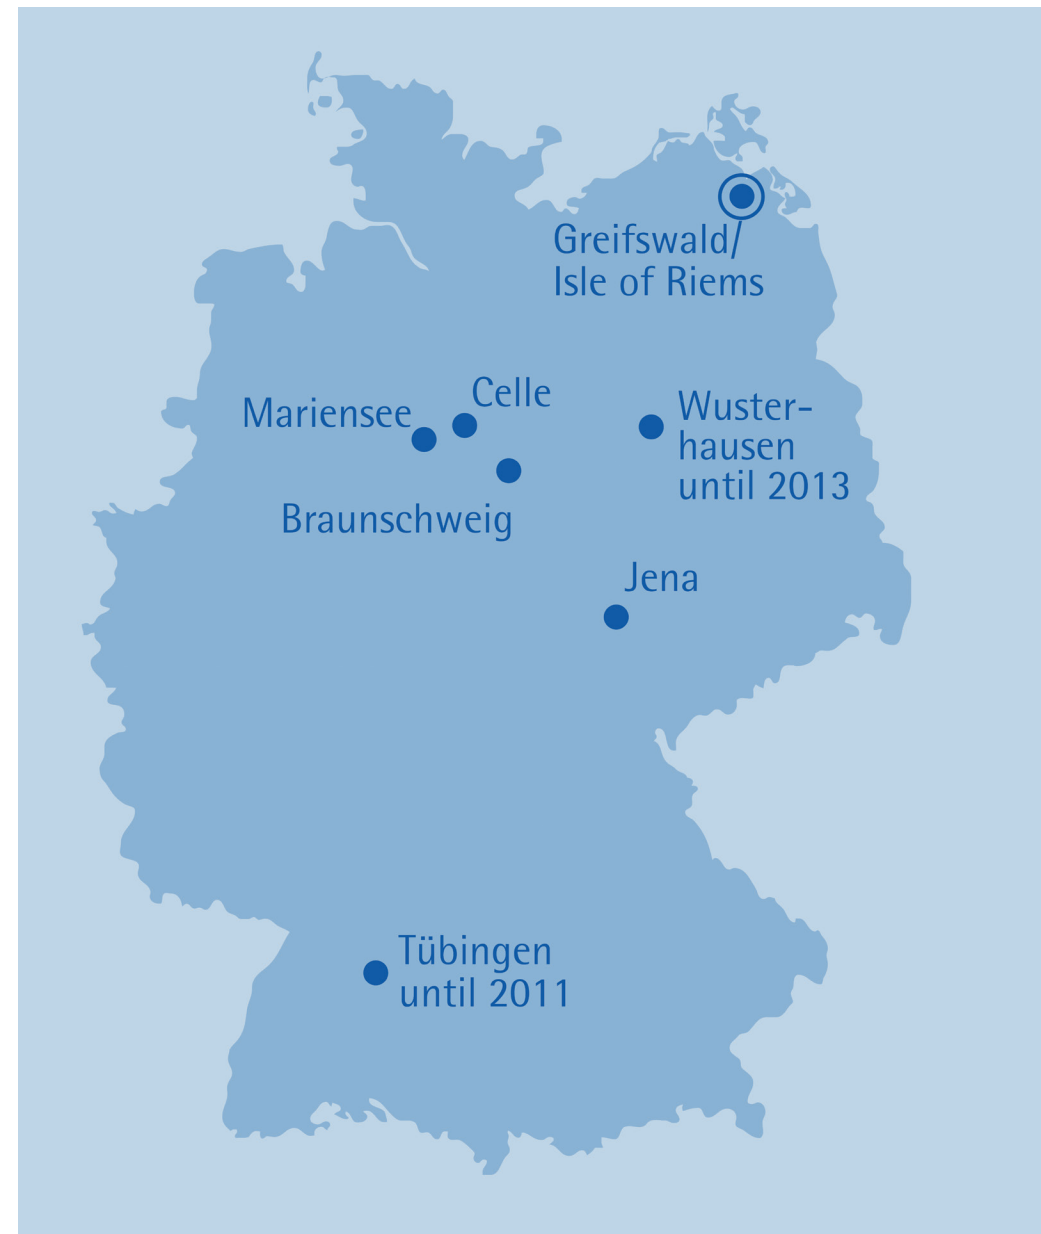 Greifswald/
Isle of Riems
Celle
Mariensee
Wuster-
hausen
until 2013
Braunschweig
Jena
Tübingen
until 2011